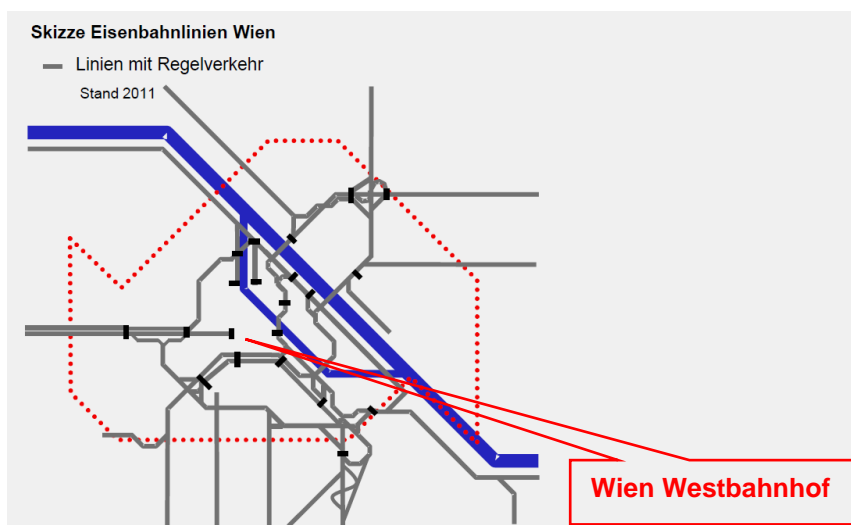 Skizze Eisenbahnlinien Wien
Linien mit Regelverkehr
Stand 2011
Wien Westbahnhof